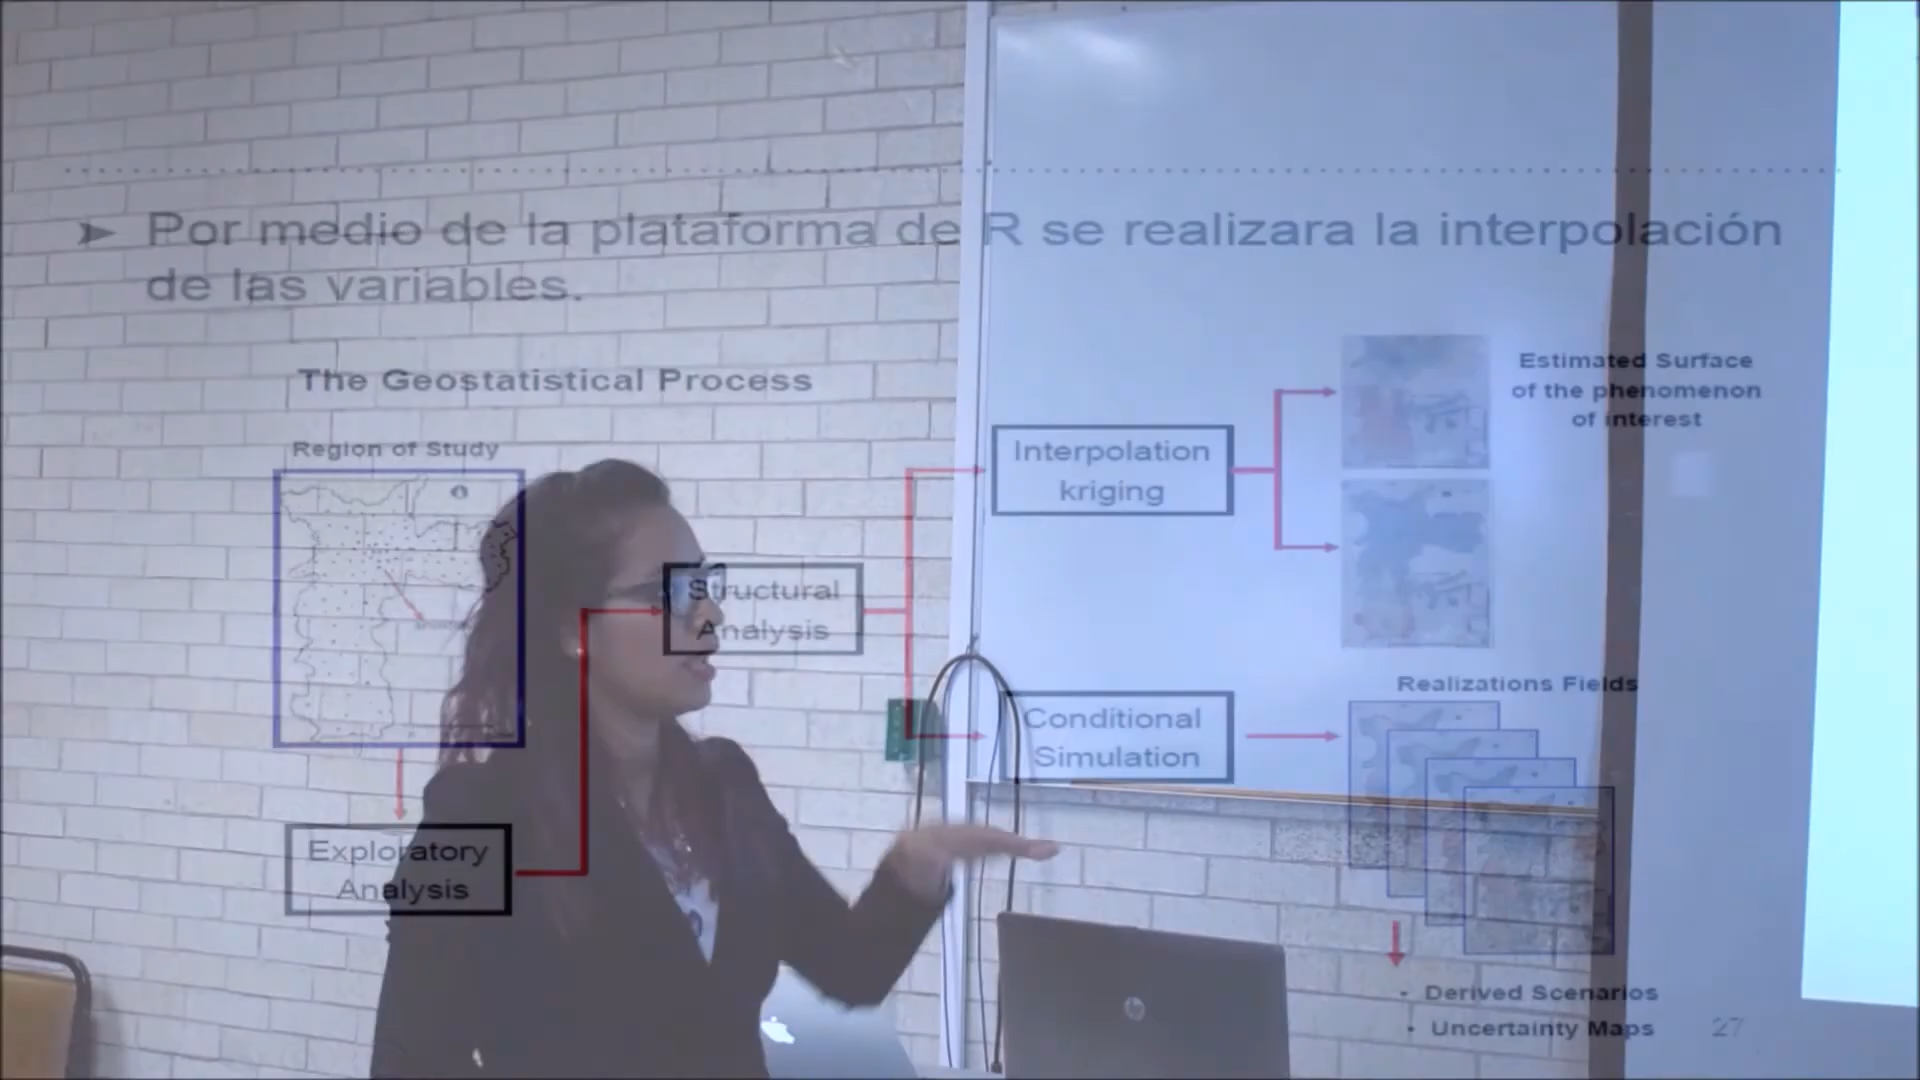 ➤ Por medio de la plataforma de R se realizara la interpolación
de las variables.
The Geostatistical Process
Region of Study
Exploratory
Analysis
Structural
Analysis
Interpolation
kriging
Conditional
Simulation
Estimated Surface
of the phenomenon
of interest
Realizations Fields
• Derived Scenarios
• Uncertainty Maps
27
hp